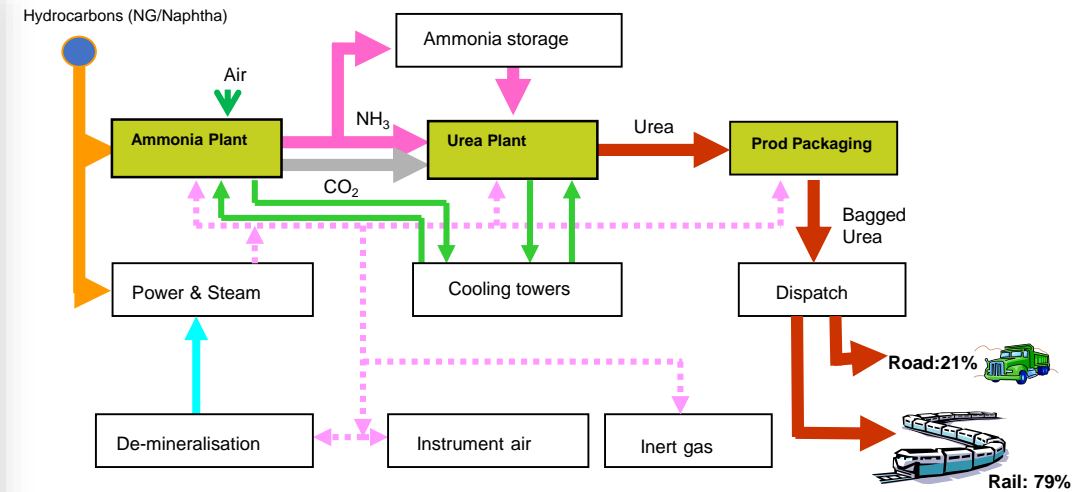 Hydrocarbons (NG/Naphtha)
Ammonia storage
Air
NH₃
Urea
Ammonia Plant
Urea Plant
Prod Packaging
CO₂
Bagged
Urea
Power & Steam
Cooling towers
Dispatch
Road:21%
De-mineralisation
Instrument air
Inert gas
Rail: 79%